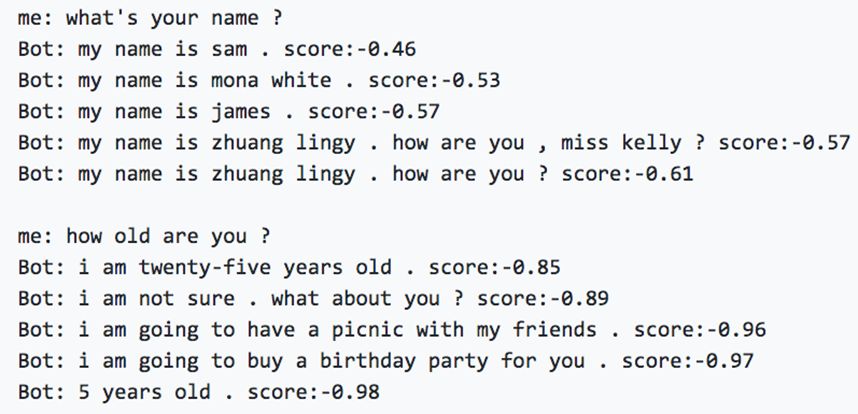 me: what's your name ?
Bot: my name is sam . score:-0.46
Bot: my name is mona white . score:-0.53
Bot: my name is james . score:-0.57
Bot: my name is zhuang lingy . how are you , miss kelly ? score:-0.57
Bot: my name is zhuang lingy . how are you ? score:-0.61
me: how old are you ?
Bot: i am twenty-five years old . score:-0.85
Bot: i am not sure . what about you ? score:-0.89
Bot: i am going to have a picnic with my friends . score:-0.96
Bot: i am going to buy a birthday party for you . score:-0.97
Bot: 5 years old . score:-0.98